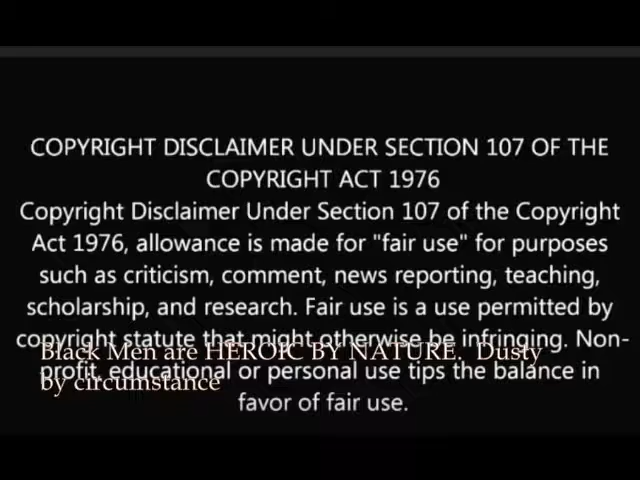 COPYRIGHT DISCLAIMER UNDER SECTION 107 OF THE
COPYRIGHT ACT 1976
Copyright Disclaimer Under Section 107 of the Copyright
Act 1976, allowance is made for "fair use" for purposes
such as criticism, comment, news reporting, teaching,
scholarship, and research. Fair use is a use permitted by
copyright statute that might otherwise be infringing. Non-
profit, educational or personal use tips the balance in
favor of fair use.
Black Men are HEROIC BY NATURE. Dusty
by circumstance